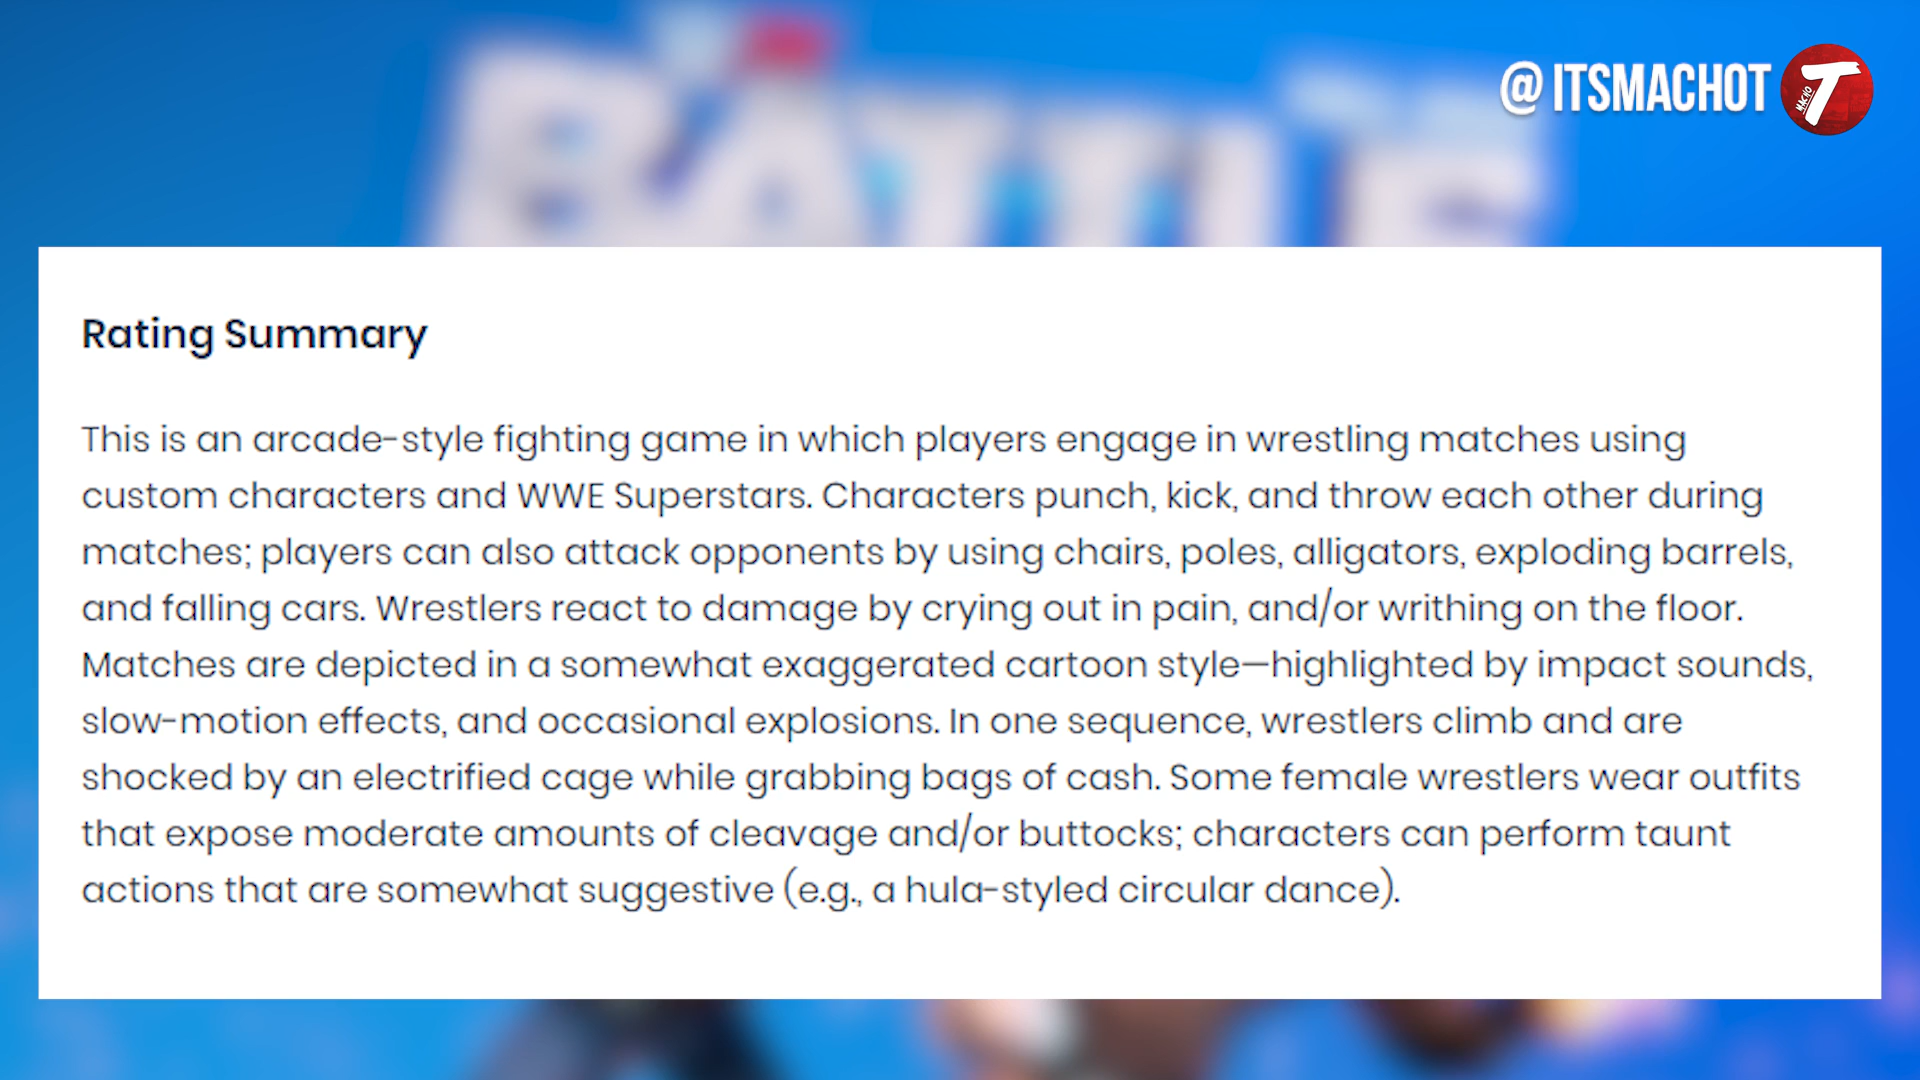 BATTLE
@ITSMACHOT
MACHO T
Rating Summary
This is an arcade-style fighting game in which players engage in wrestling matches using
custom characters and WWE Superstars. Characters punch, kick, and throw each other during
matches; players can also attack opponents by using chairs, poles, alligators, exploding barrels,
and falling cars. Wrestlers react to damage by crying out in pain, and/or writhing on the floor.
Matches are depicted in a somewhat exaggerated cartoon style—highlighted by impact sounds,
slow-motion effects, and occasional explosions. In one sequence, wrestlers climb and are
shocked by an electrified cage while grabbing bags of cash. Some female wrestlers wear outfits
that expose moderate amounts of cleavage and/or buttocks; characters can perform taunt
actions that are somewhat suggestive (e.g., a hula-styled circular dance).